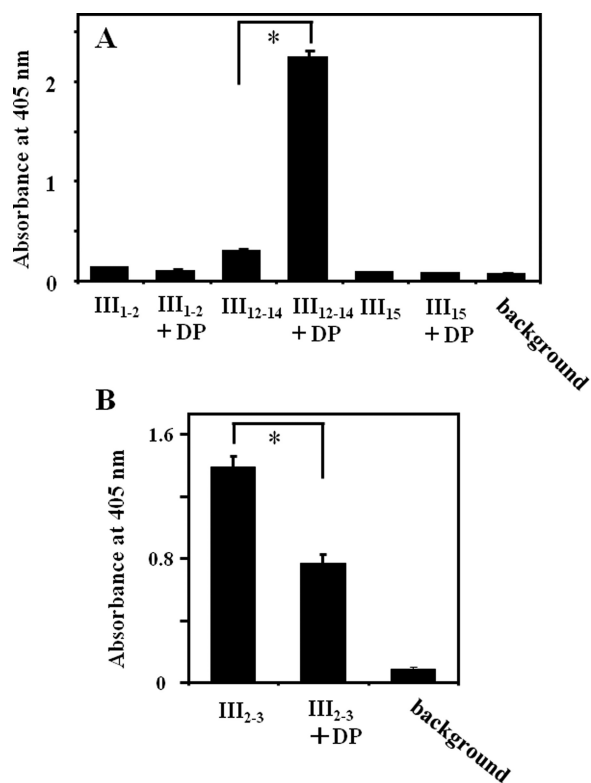 A
*
Absorbance at 405 nm
2
1
0
III1-2
III1-2
+ DP
III12-14
III12-14
+ DP
III15
III15
+ DP
background
B
*
Absorbance at 405 nm
1.6
0.8
0
III2-3
III2-3
+ DP
background